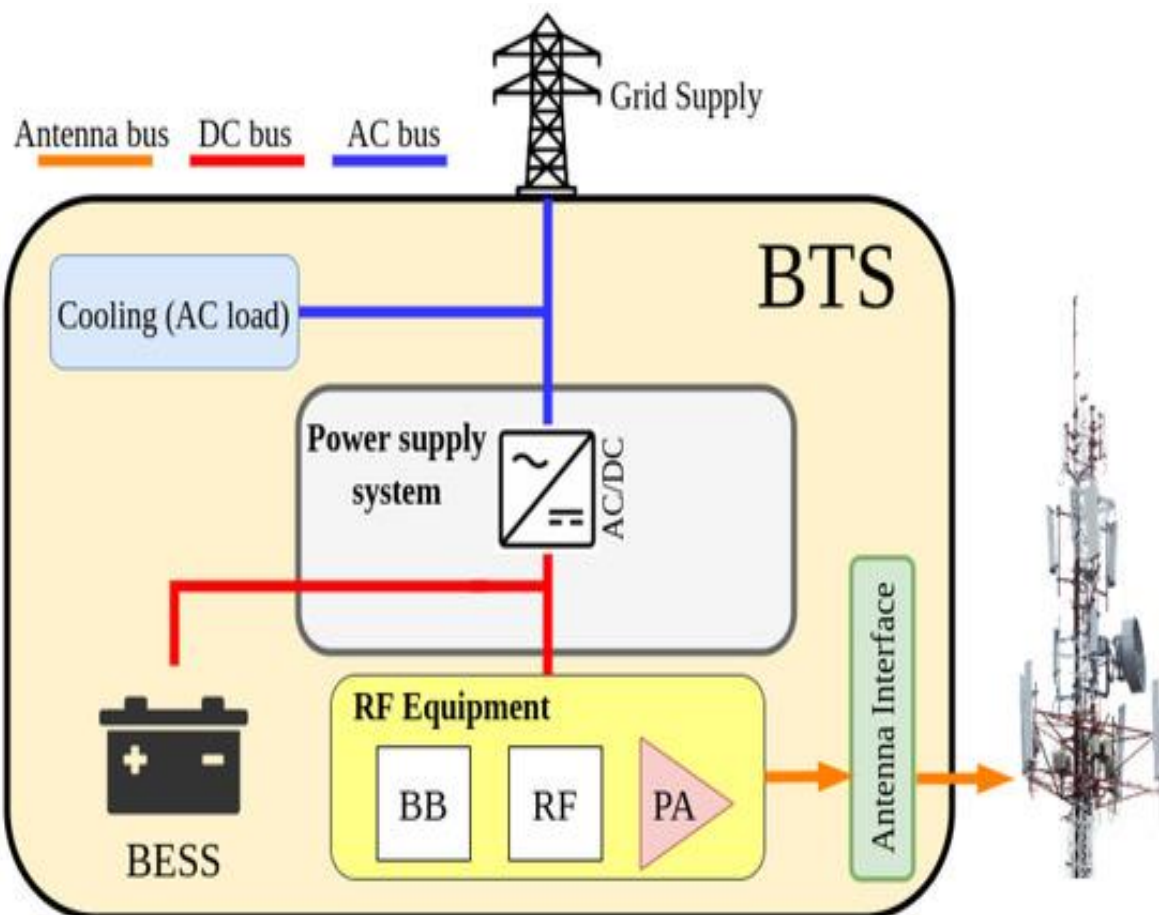 Grid Supply
Antenna bus DC bus AC bus
BTS
Cooling (AC load)
Power supply
system
AC/DC
Antenna Interface
RF Equipment
BB RF PA
BESS